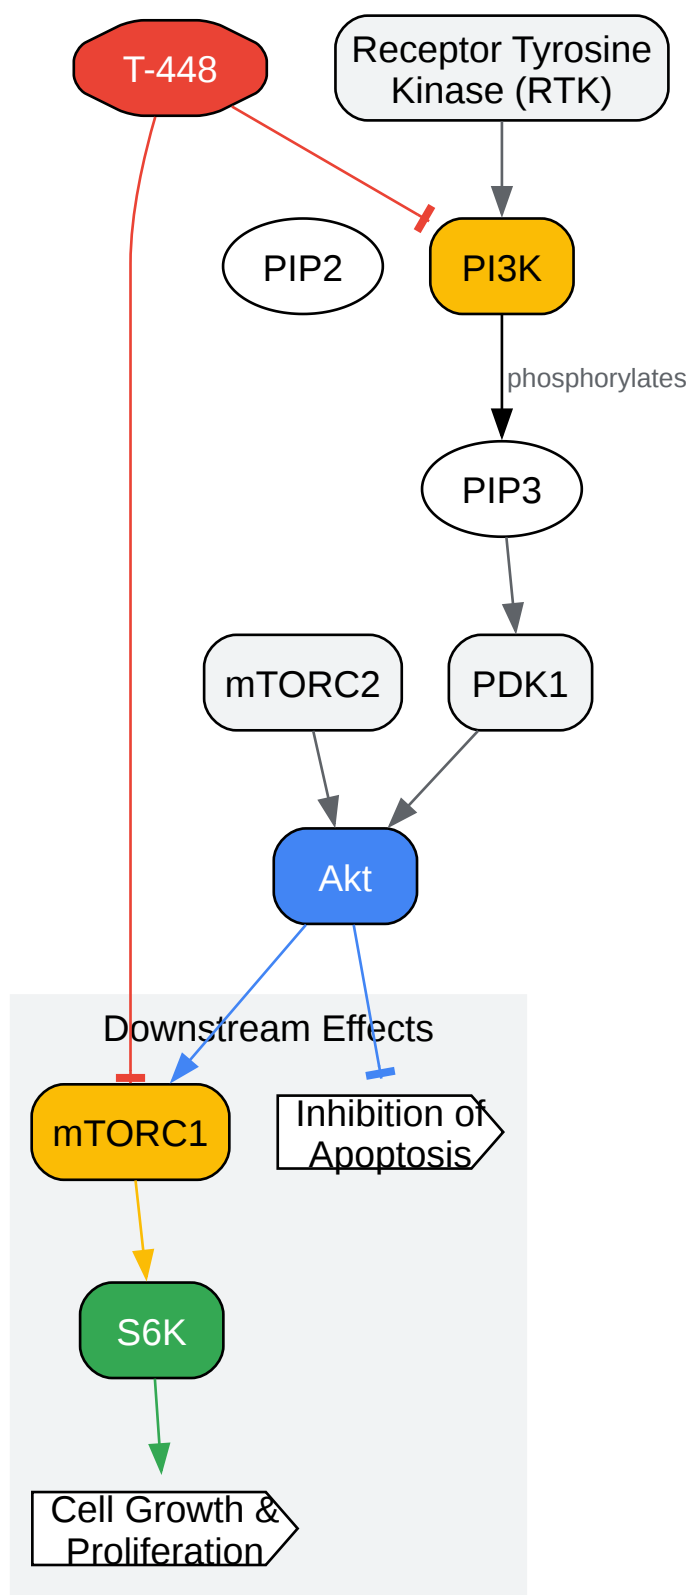 T-448
Receptor Tyrosine
Kinase (RTK)
PIP2
PI3K
phosphorylates
PIP3
mTORC2
PDK1
Akt
Downstream Effects
mTORC1
Inhibition of
Apoptosis
S6K
Cell Growth &
Proliferation